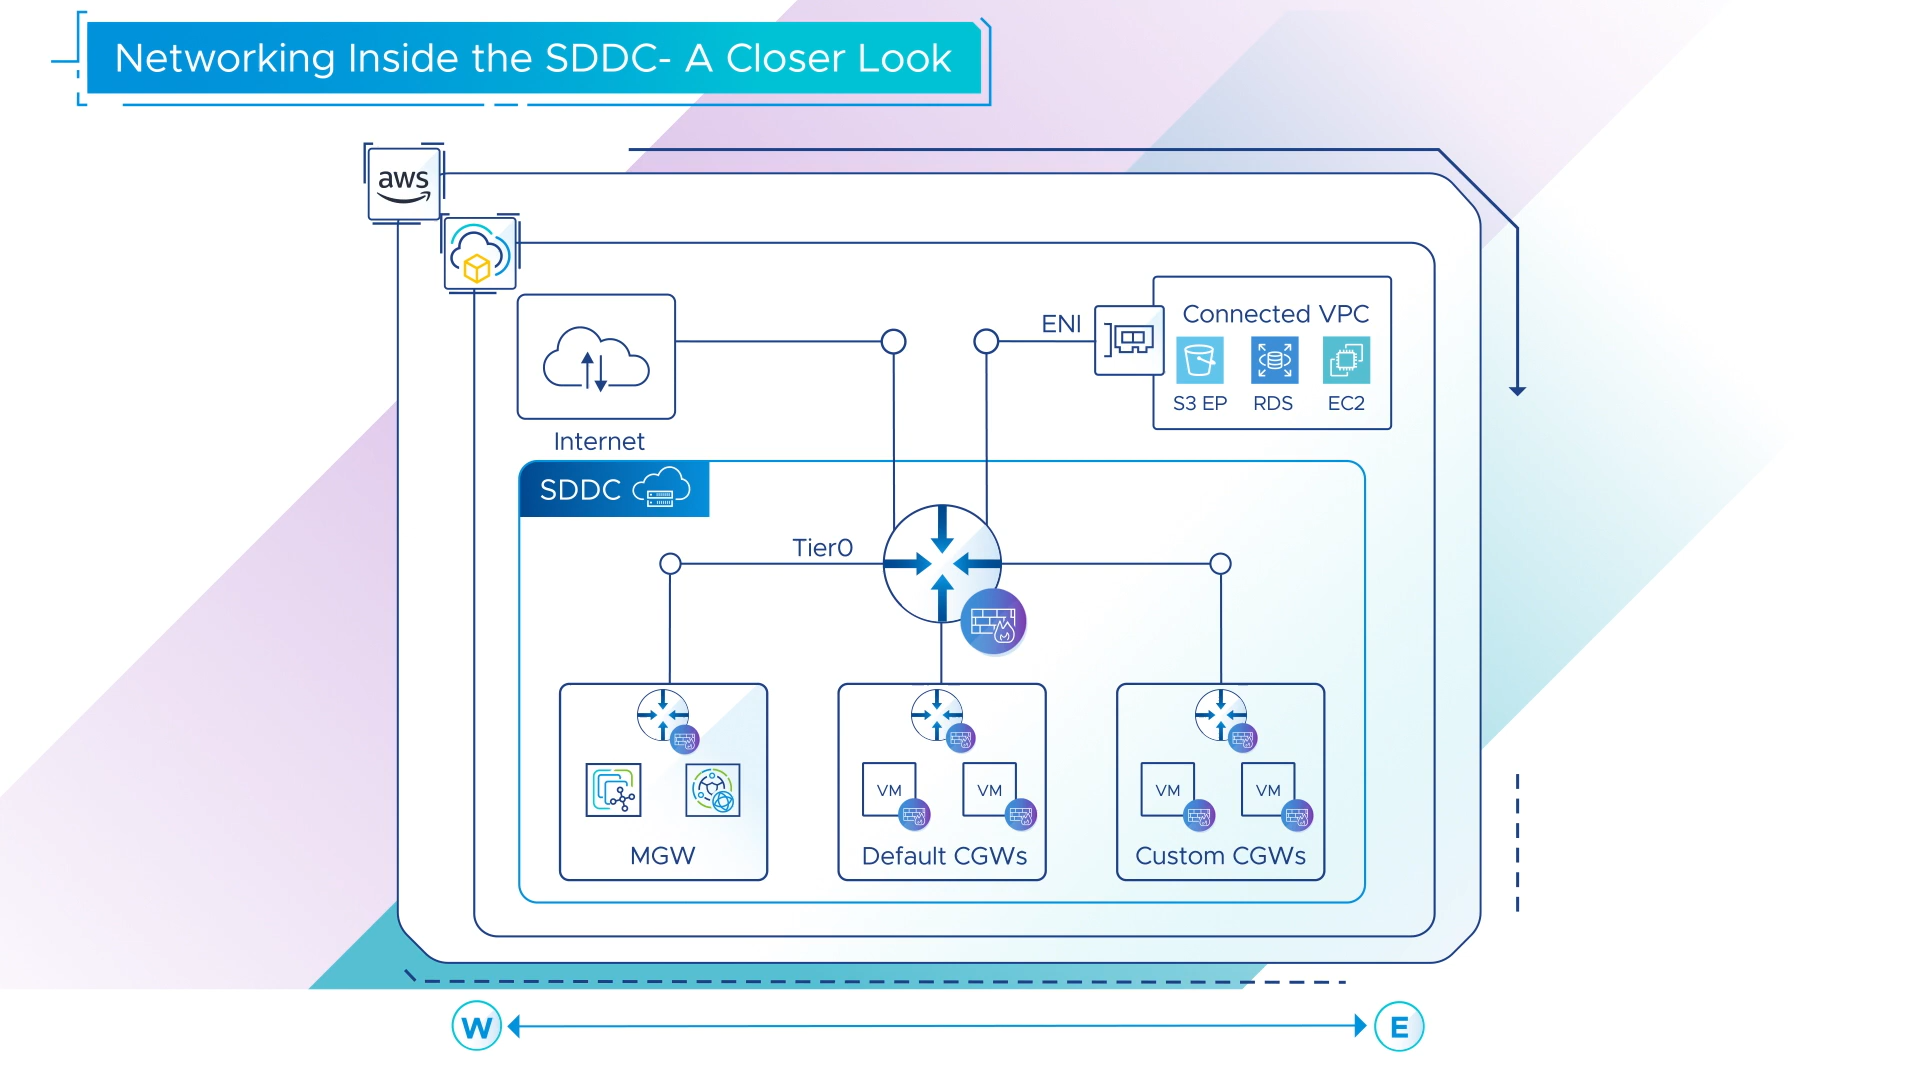 Networking Inside the SDDC- A Closer Look
aws
ENI
Connected VPC
S3 EP
RDS
EC2
Internet
SDDC
Tier0
VM
VM
VM
VM
MGW
Default CGWs
Custom CGWs
W
E